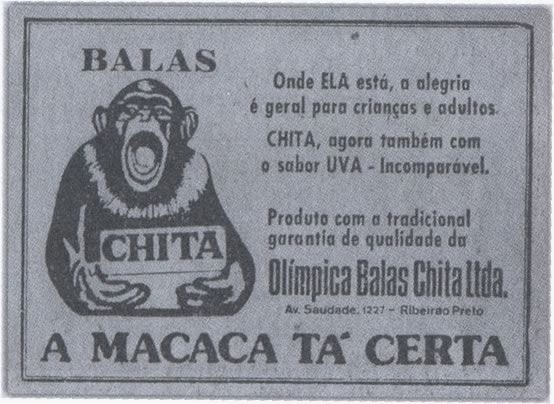 BALAS
CHITA
Onde ELA está, a alegria
é geral para crianças e adultos.
CHITA, agora também com
o sabor UVA - Incomparável.
Produto com a tradicional
garantia de qualidade da
Olímpica Balas Chita Ltda.
Av. Saudade, 1227 - Ribeirão Preto
A MACACA TÁ CERTA